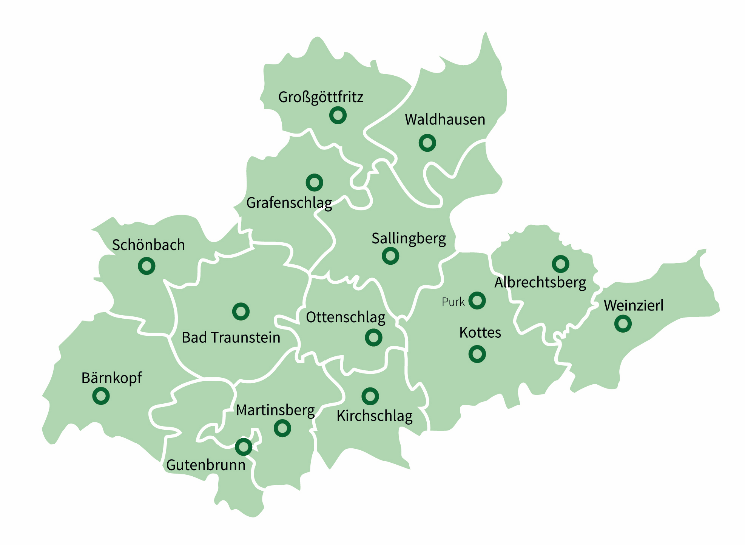 Großgöttfritz
Waldhausen
Grafenschlag
Sallingberg
Schönbach
Albrechtsberg
Purk
Weinzierl
Ottenschlag
Kottes
Bad Traunstein
Bärnkopf
Martinsberg
Kirchschlag
Gutenbrunn